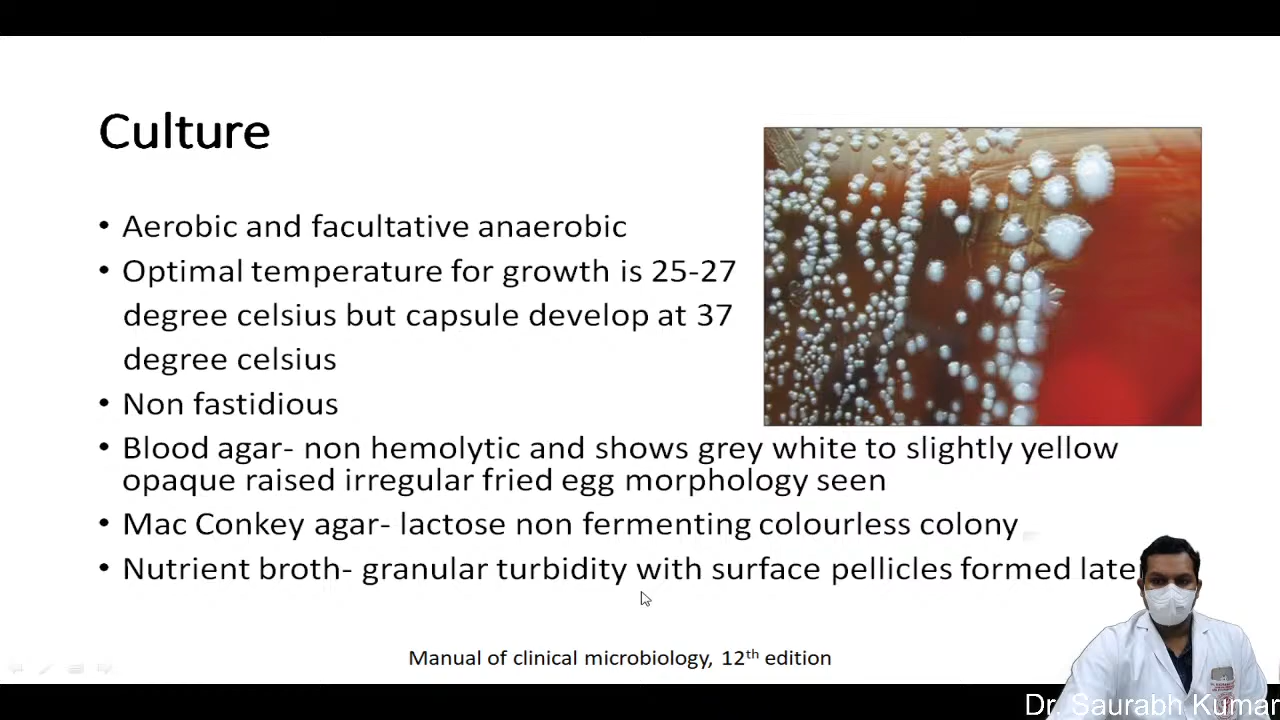 Culture
• Aerobic and facultative anaerobic
• Optimal temperature for growth is 25-27
degree celsius but capsule develop at 37
degree celsius
• Non fastidious
• Blood agar- non hemolytic and shows grey white to slightly yellow
opaque raised irregular fried egg morphology seen
• Mac Conkey agar- lactose non fermenting colourless colony
• Nutrient broth- granular turbidity with surface pellicles formed
Manual of clinical microbiology, 12th edition
Dr. Saurabh Kumar